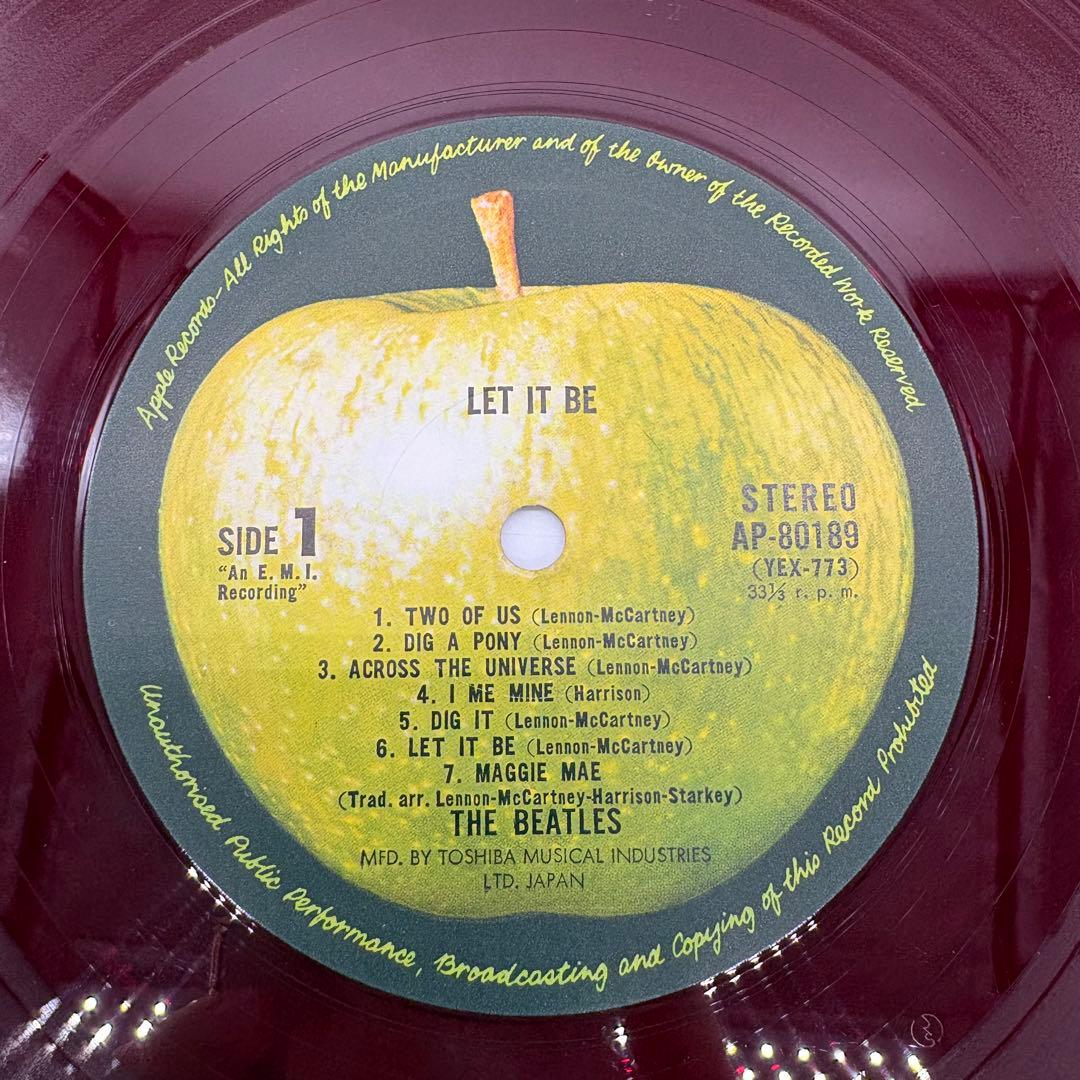 Apple Records-All Rights of the Manufacturer and of the Owner of the Recorded Work Reserved
LET IT BE
STEREO
AP-80189
(YEX-773)
33⅓ r. p. m.
SIDE 1
"An E. M. I.
Recording"
1. TWO OF US (Lennon-McCartney)
2. DIG A PONY (Lennon-McCartney)
3. ACROSS THE UNIVERSE (Lennon-McCartney)
4. I ME MINE (Harrison)
5. DIG IT (Lennon-McCartney)
6. LET IT BE (Lennon-McCartney)
7. MAGGIE MAE
(Trad. arr. Lennon-McCartney-Harrison-Starkey)
THE BEATLES
MFD. BY TOSHIBA MUSICAL INDUSTRIES
LTD. JAPAN
Unauthorised Public Performance, Broadcasting and Copying of this Record Prohibited